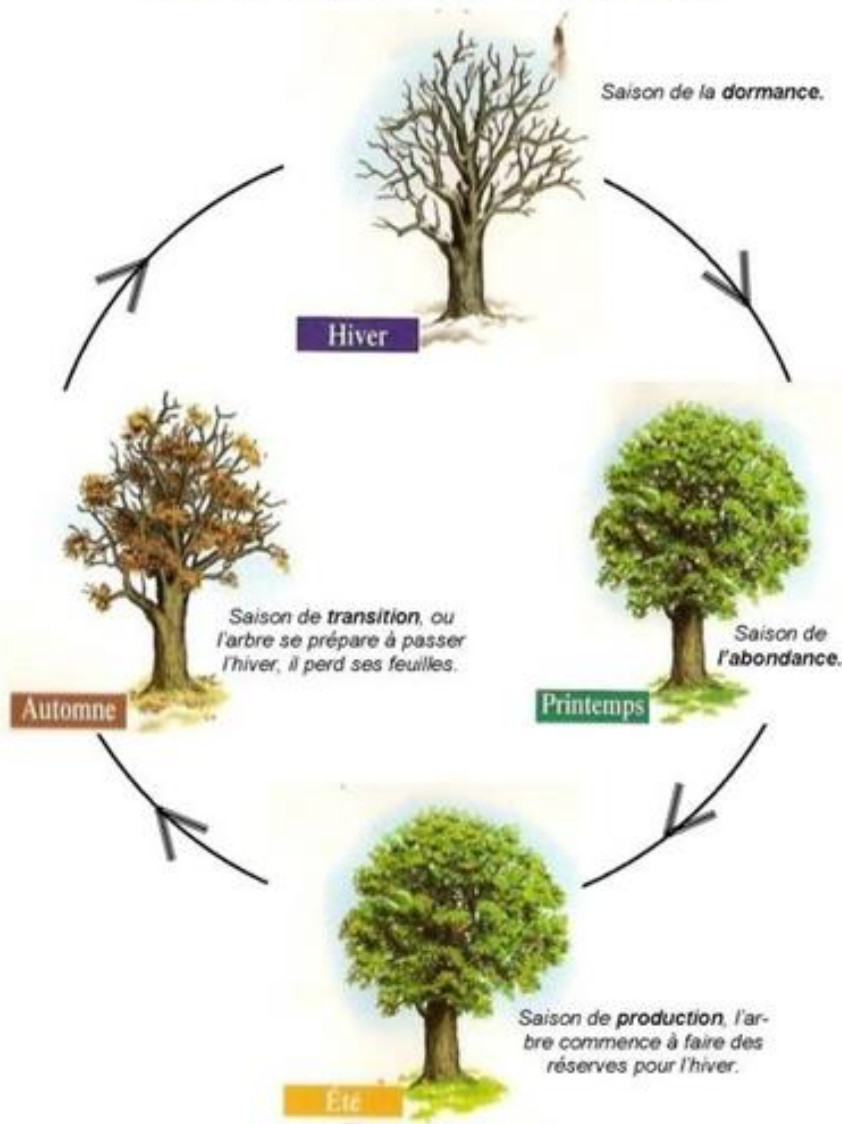 Saison de la dormance.
Hiver
Saison de transition, ou
l'arbre se prépare à passer
l'hiver, il perd ses feuilles.
Automne
Saison de
l'abondance.
Printemps
Saison de production, l'ar-
bre commence à faire des
réserves pour l'hiver.
Été